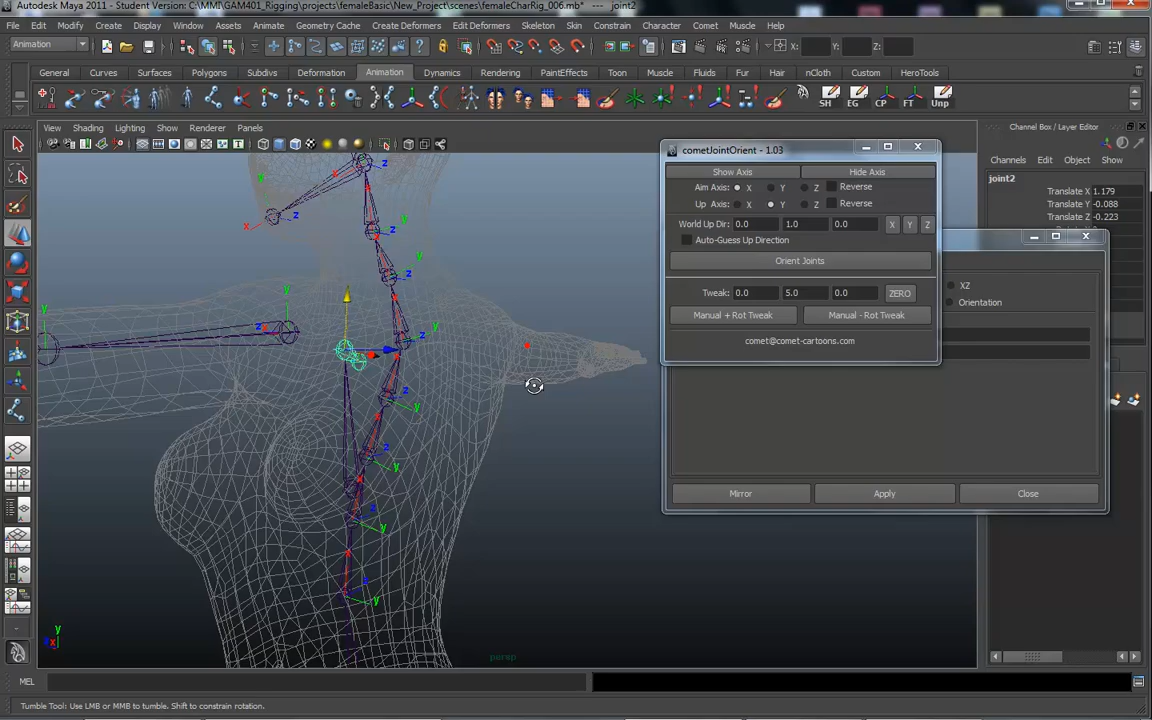 Autodesk Maya 2011 - Student Version: C:\MMI\GAM401_Rigging\projects\femaleBasic\New_Project\scenes\femaleCharRig_006.mb* --- joint2
File Edit Modify Create Display Window Assets Animate Geometry Cache Create Deformers Edit Deformers Skeleton Skin Constrain Character Comet Muscle Help
Animation X: Y: Z:
General Curves Surfaces Polygons Subdivs Deformation Animation Dynamics Rendering PaintEffects Toon Muscle Fluids Fur Hair nCloth Custom HeroTools
SH EG CP FT Unp
View Shading Lighting Show Renderer Panels
Channel Box / Layer Editor
Channels Edit Object Show
joint2
Translate X 1.179
Translate Y -0.088
Translate Z -0.223
cometJointOrient - 1.03
Show Axis Hide Axis
Aim Axis: X Y Z Reverse
Up Axis: X Y Z Reverse
World Up Dir: 0.0 1.0 0.0 X Y Z
Auto-Guess Up Direction
Orient Joints
Tweak: 0.0 5.0 0.0 ZERO
Manual + Rot Tweak Manual - Rot Tweak
comet@comet-cartoons.com
XZ
Orientation
Mirror Apply Close
persp
MEL
Tumble Tool: Use LMB or MMB to tumble. Shift to constrain rotation.